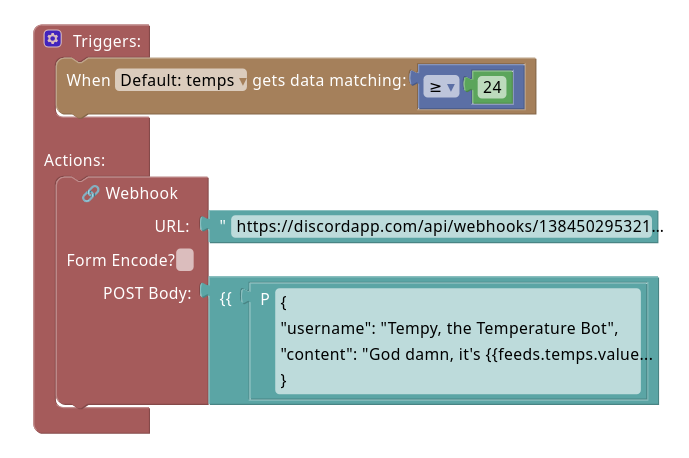 Triggers:
When Default: temps ▾ gets data matching: ≥ ▾ 24
Actions:
🔗 Webhook
URL: " https://discordapp.com/api/webhooks/138450295321...
Form Encode?
POST Body: {{ P {
"username": "Tempy, the Temperature Bot",
"content": "God damn, it's {{feeds.temps.value...
}